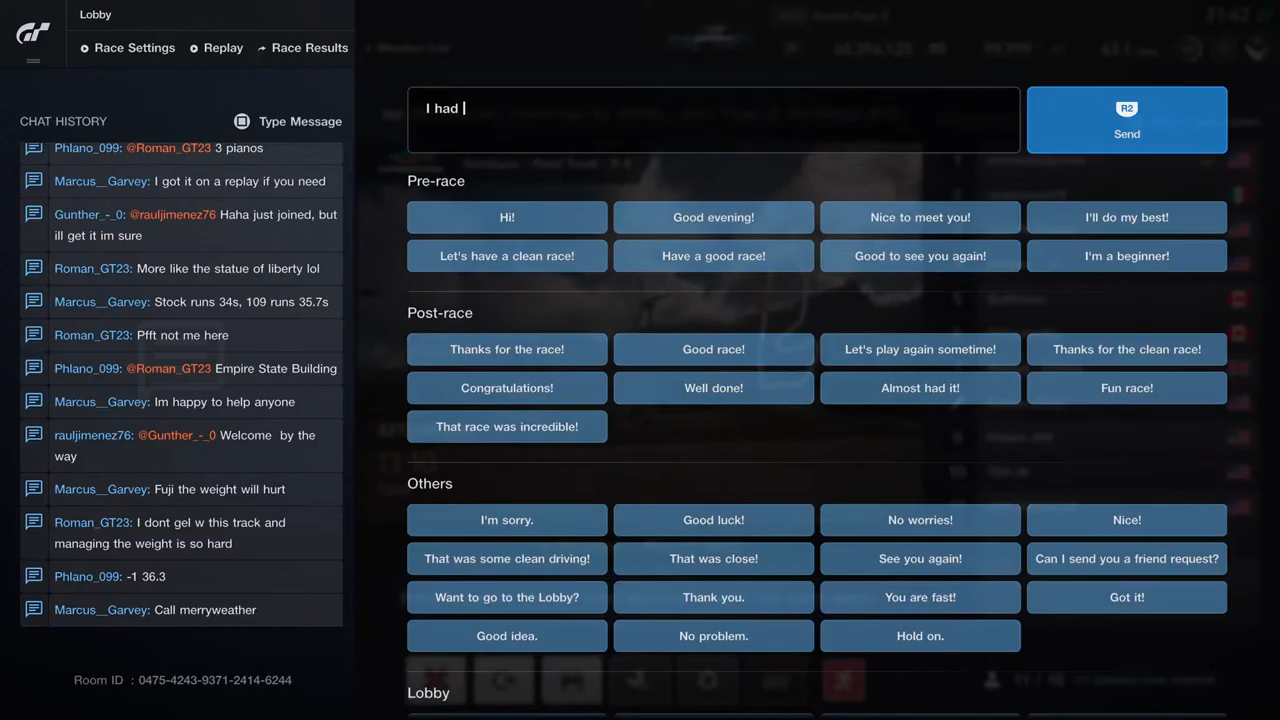 Lobby
Race Settings
Replay
Race Results
CHAT HISTORY
Type Message
Phlano_099: @Roman_GT23 3 pianos
Marcus__Garvey: I got it on a replay if you need
Gunther_-_0: @rauljimenez76 Haha just joined, but
ill get it im sure
Roman_GT23: More like the statue of liberty lol
Marcus__Garvey: Stock runs 34s, 109 runs 35.7s
Roman_GT23: Pfft not me here
Phlano_099: @Roman_GT23 Empire State Building
Marcus__Garvey: Im happy to help anyone
rauljimenez76: @Gunther_-_0 Welcome by the
way
Marcus__Garvey: Fuji the weight will hurt
Roman_GT23: I dont gel w this track and
managing the weight is so hard
Phlano_099: -1 36.3
Marcus__Garvey: Call merryweather
Room ID : 0475-4243-9371-2414-6244
I had
R2
Send
Pre-race
Hi!
Good evening!
Nice to meet you!
I'll do my best!
Let's have a clean race!
Have a good race!
Good to see you again!
I'm a beginner!
Post-race
Thanks for the race!
Good race!
Let's play again sometime!
Thanks for the clean race!
Congratulations!
Well done!
Almost had it!
Fun race!
That race was incredible!
Others
I'm sorry.
Good luck!
No worries!
Nice!
That was some clean driving!
That was close!
See you again!
Can I send you a friend request?
Want to go to the Lobby?
Thank you.
You are fast!
Got it!
Good idea.
No problem.
Hold on.
Lobby